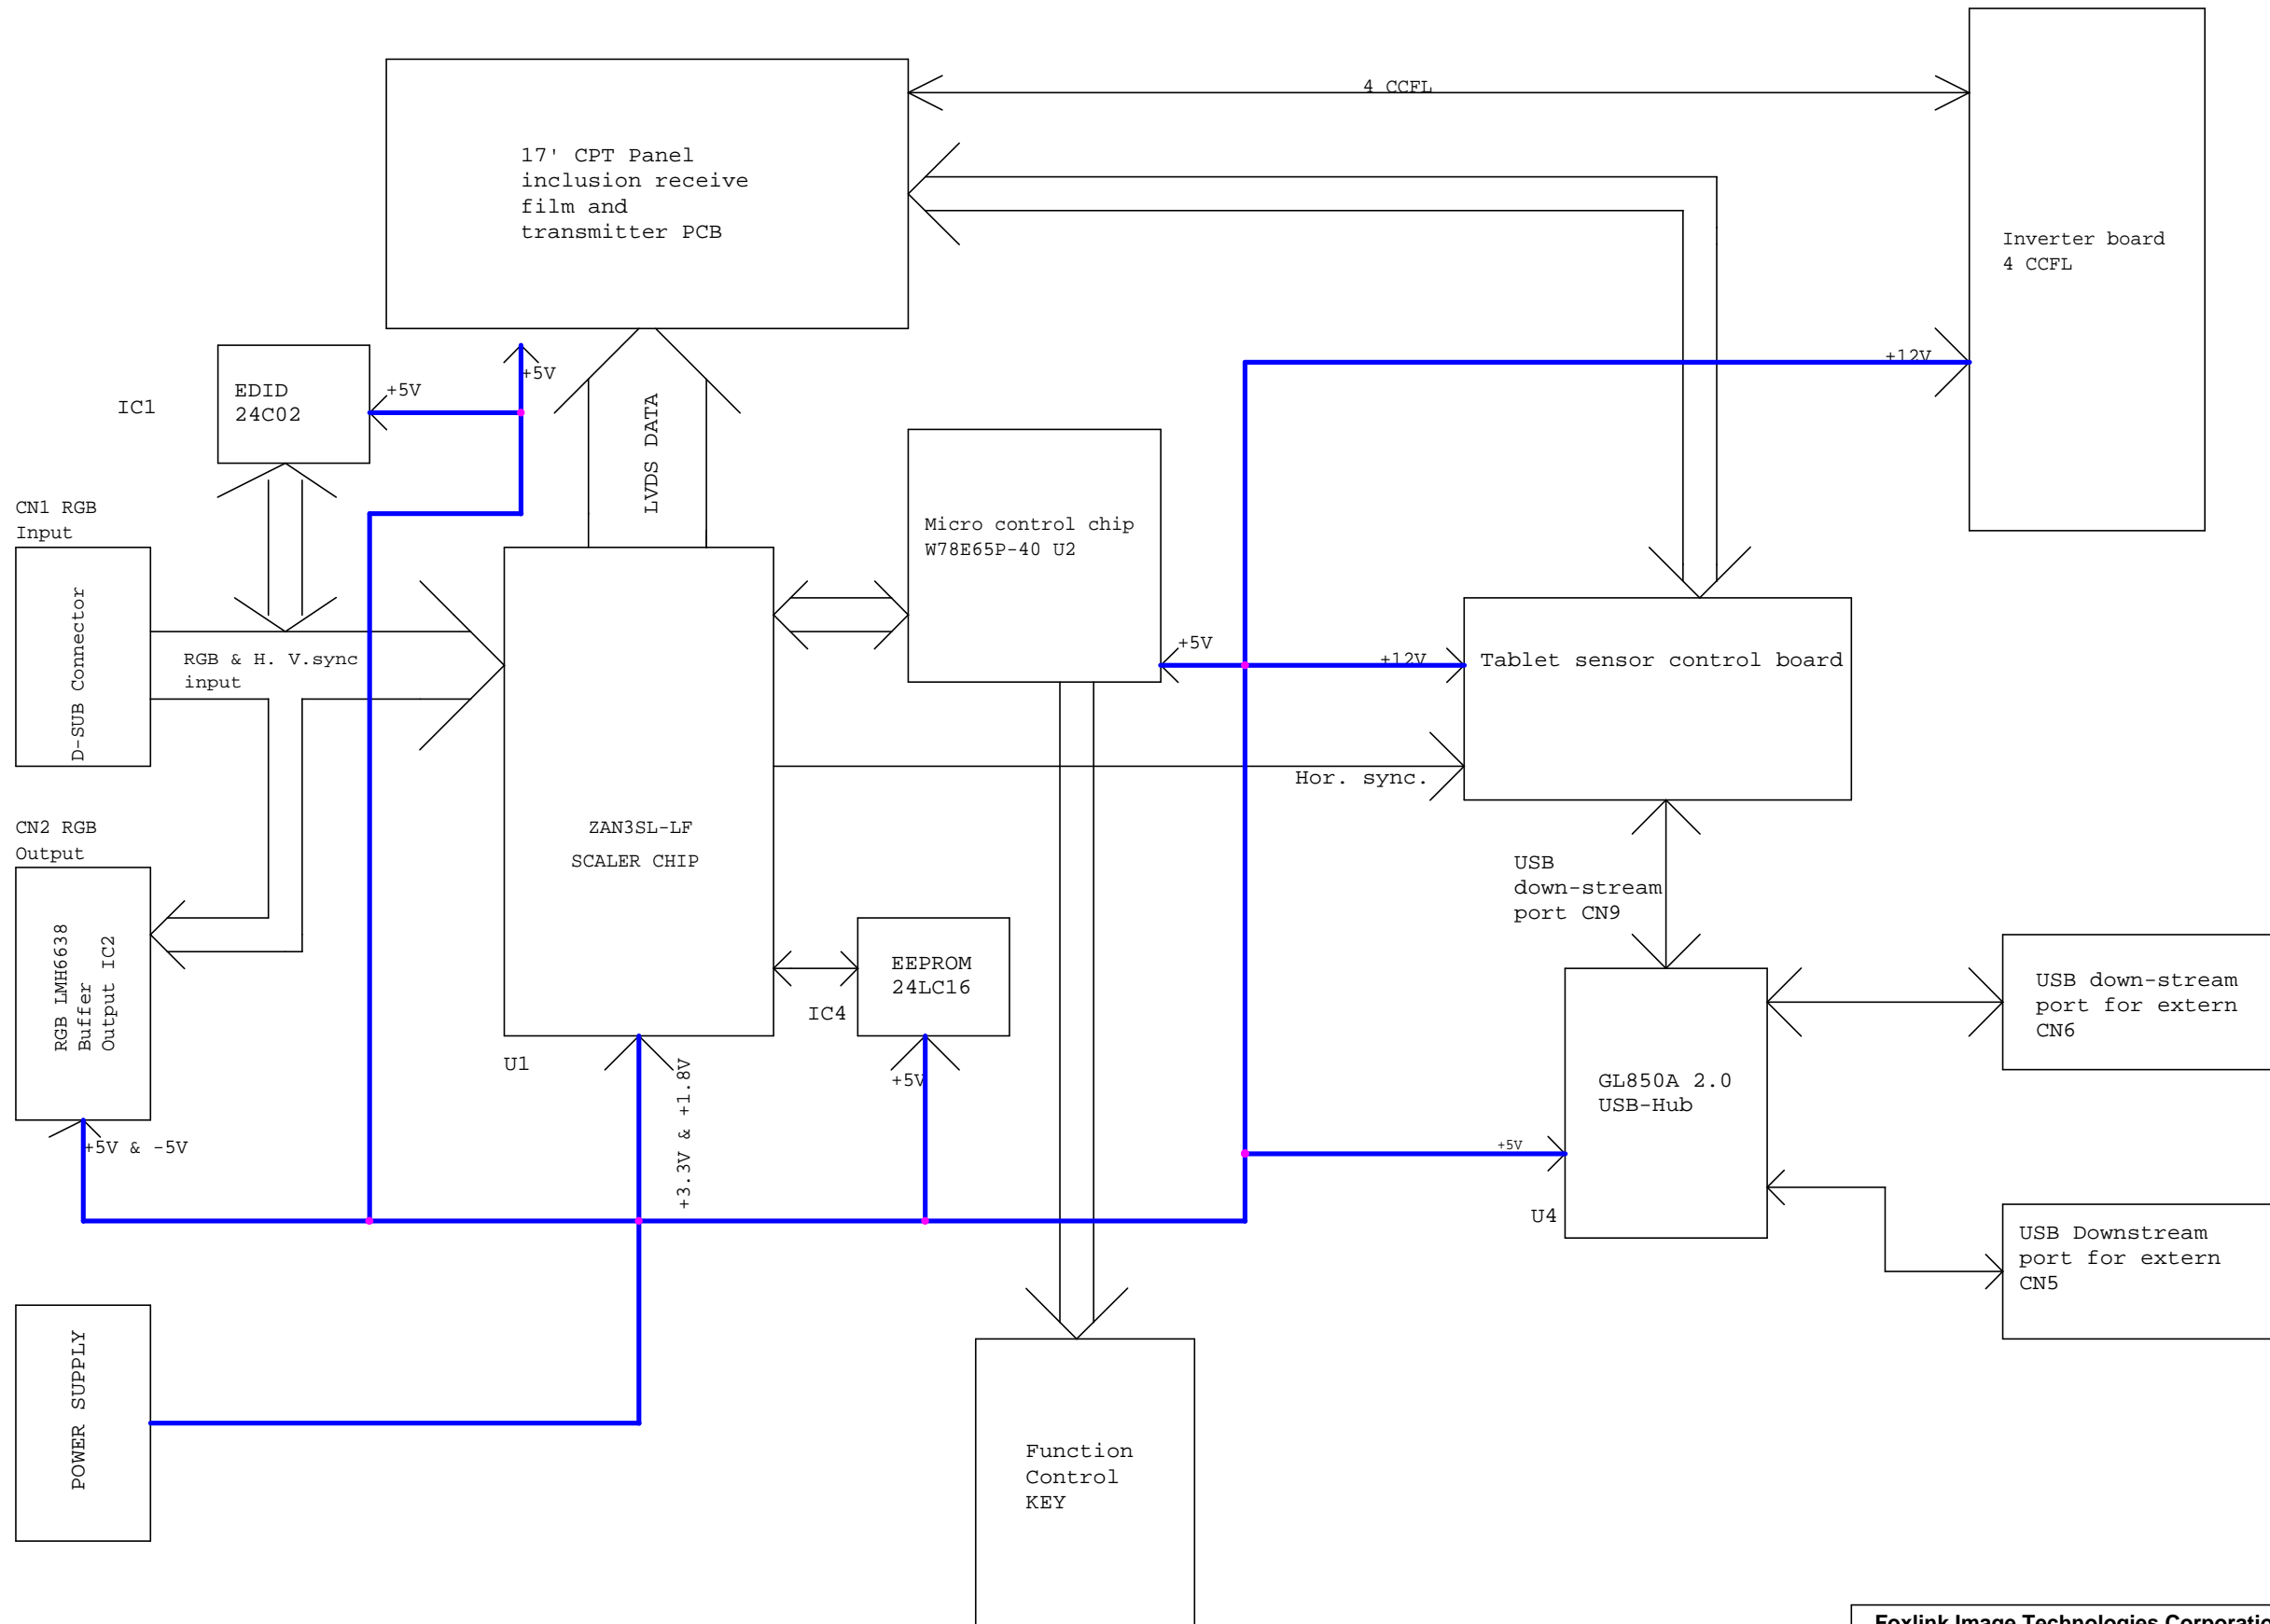 4 CCFL
17' CPT Panel
inclusion receive
film and
transmitter PCB
Inverter board
4 CCFL
+12V
+5V
+5V
EDID
24C02
IC1
LVDS DATA
CN1 RGB
Input
D-SUB Connector
RGB & H. V.sync
input
Micro control chip
W78E65P-40 U2
+5V
+12V
Tablet sensor control board
Hor. sync.
ZAN3SL-LF
SCALER CHIP
U1
CN2 RGB
Output
RGB LMH6638
Buffer
Output IC2
+5V & -5V
+3.3V & +1.8V
EEPROM
24LC16
IC4
+5V
USB
down-stream
port CN9
GL850A 2.0
USB-Hub
+5V
U4
USB down-stream
port for extern
CN6
USB Downstream
port for extern
CN5
POWER SUPPLY
Function
Control
KEY
Foxlink Image Technologies Corporatio